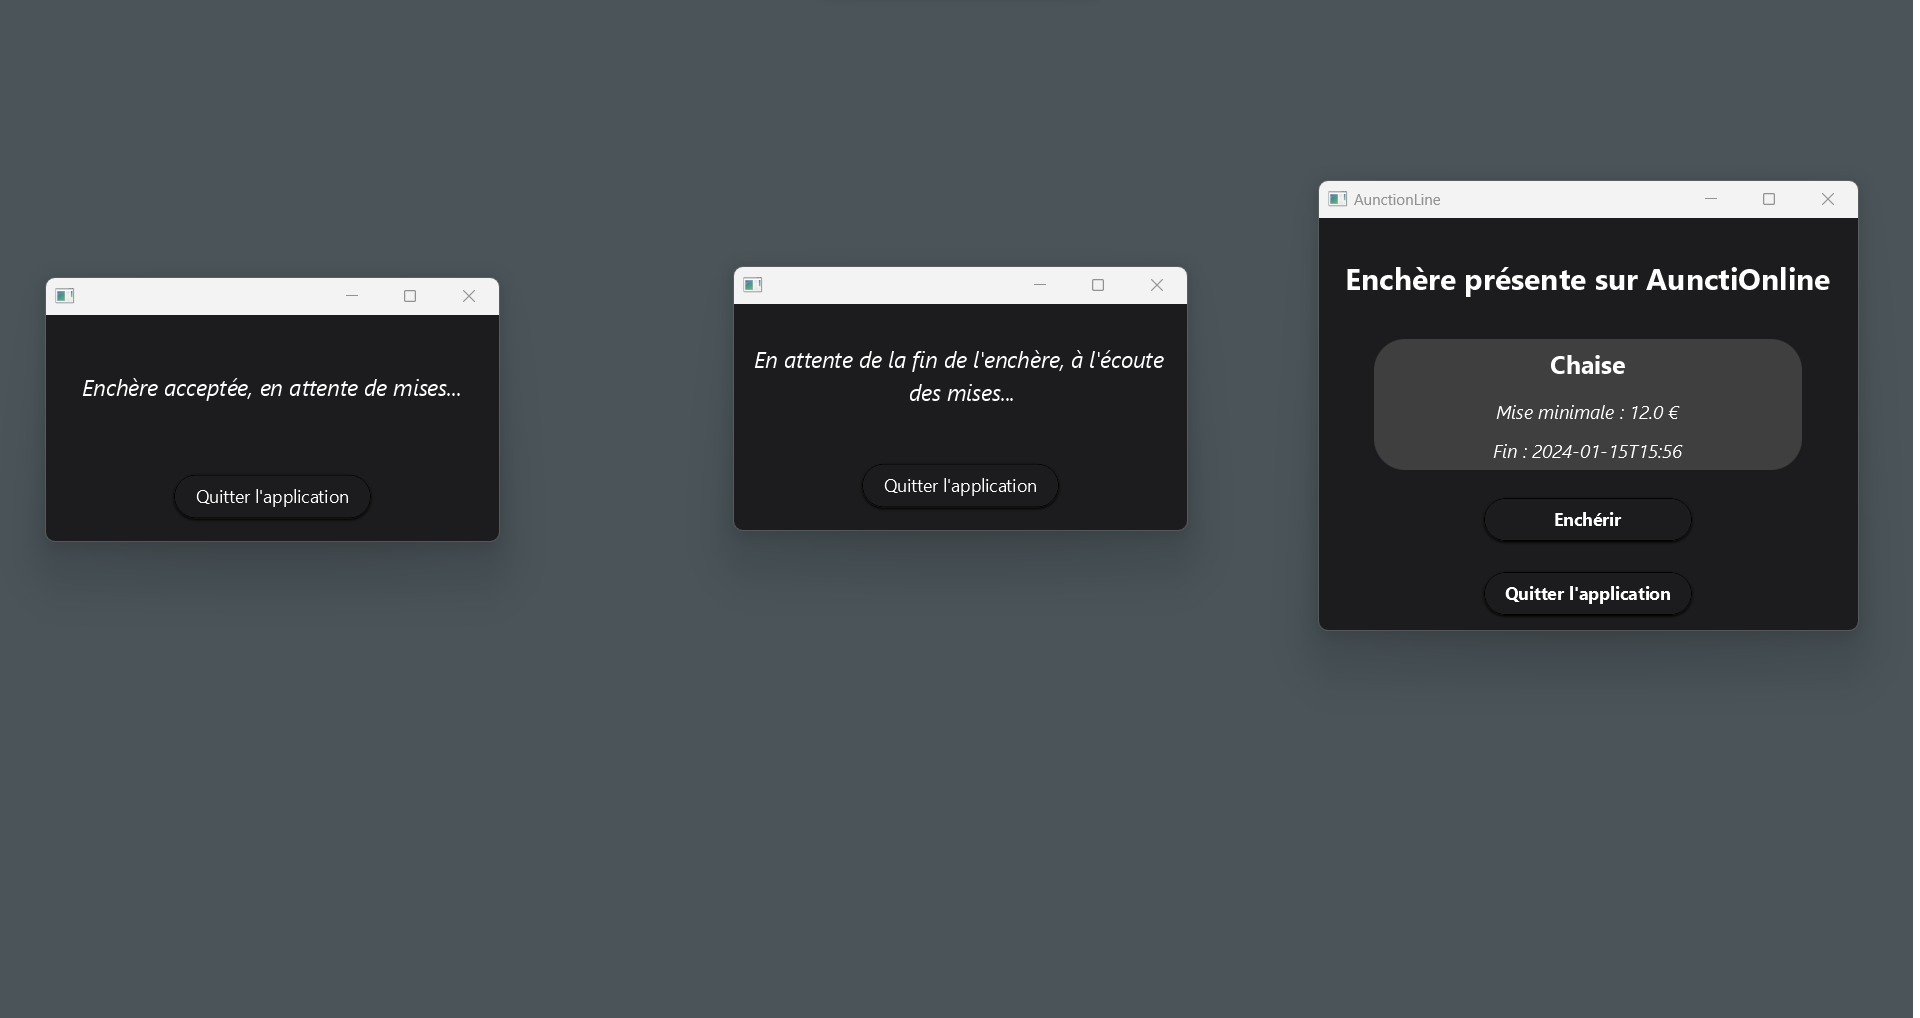 Enchère acceptée, en attente de mises...
Quitter l'application
En attente de la fin de l'enchère, à l'écoute
des mises...
Quitter l'application
AunctionLine
Enchère présente sur AunctiOnline
Chaise
Mise minimale : 12.0 €
Fin : 2024-01-15T15:56
Enchérir
Quitter l'application